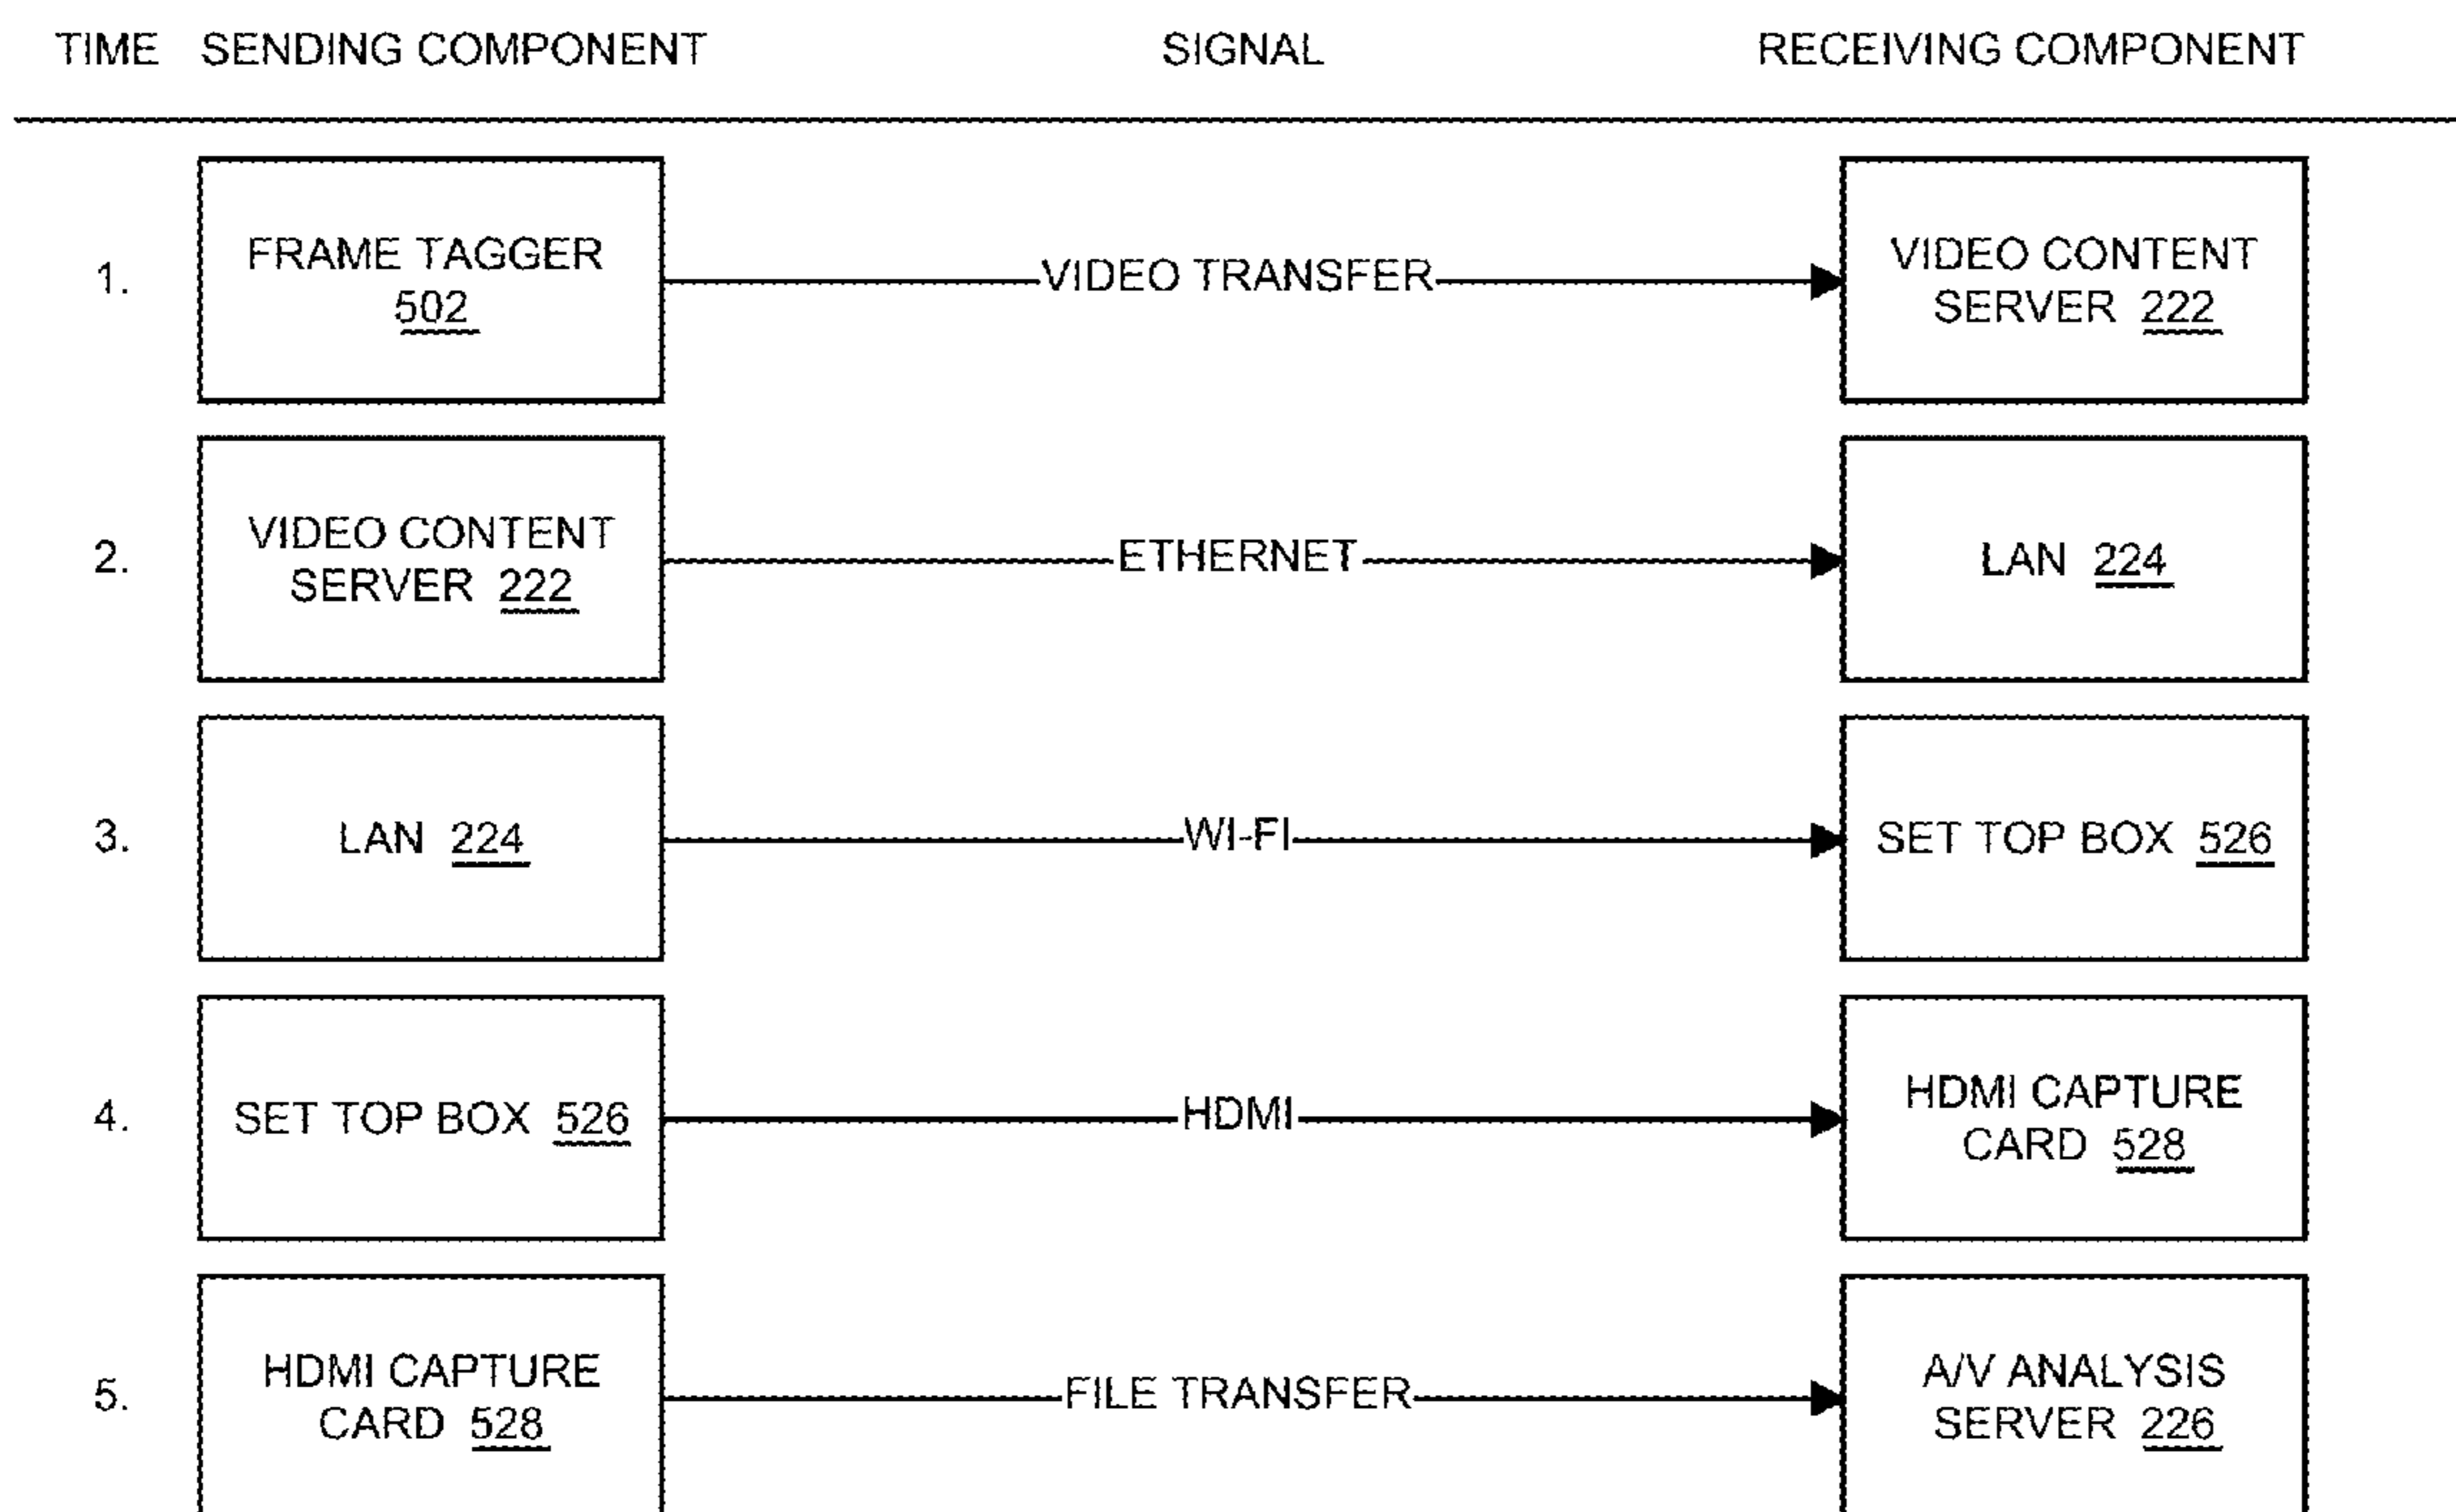 TIME SENDING COMPONENT SIGNAL RECEIVING COMPONENT
1. FRAME TAGGER
502
VIDEO TRANSFER
VIDEO CONTENT
SERVER 222
2. VIDEO CONTENT
SERVER 222
ETHERNET
LAN 224
3. LAN 224
WI-FI
SET TOP BOX 526
4. SET TOP BOX 526
HDMI
HDMI CAPTURE
CARD 528
5. HDMI CAPTURE
CARD 528
FILE TRANSFER
A/V ANALYSIS
SERVER 226